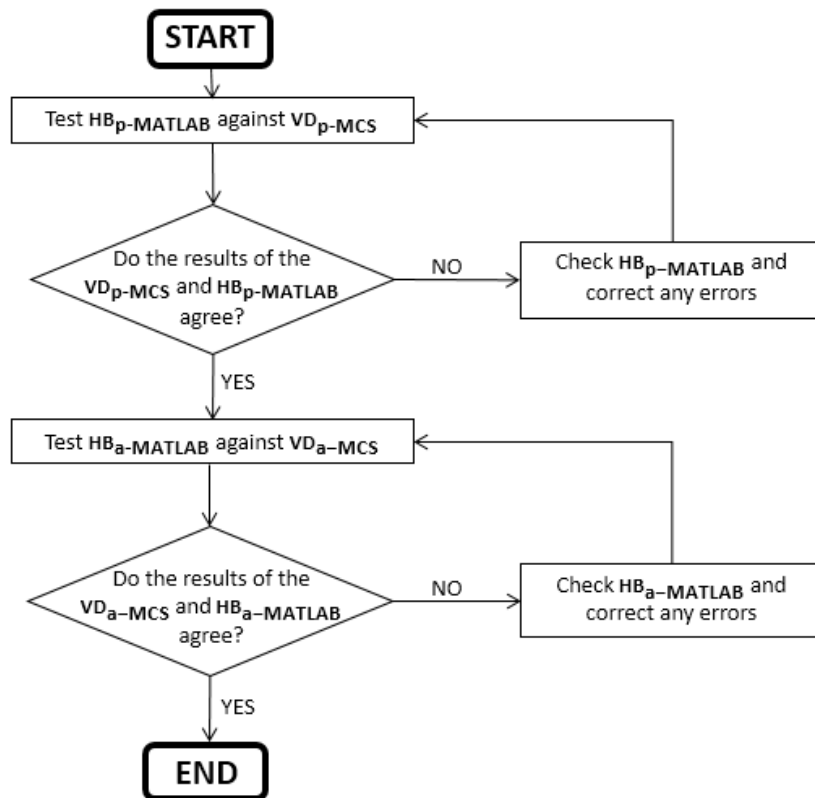 START
Test HBp-MATLAB against VDp-MCS
Do the results of the
VDp-MCS and HBp-MATLAB
agree?
NO
Check HBp–MATLAB and
correct any errors
YES
Test HBa-MATLAB against VDa–MCS
Do the results of the
VDa–MCS and HBa–MATLAB
agree?
NO
Check HBa–MATLAB and
correct any errors
YES
END